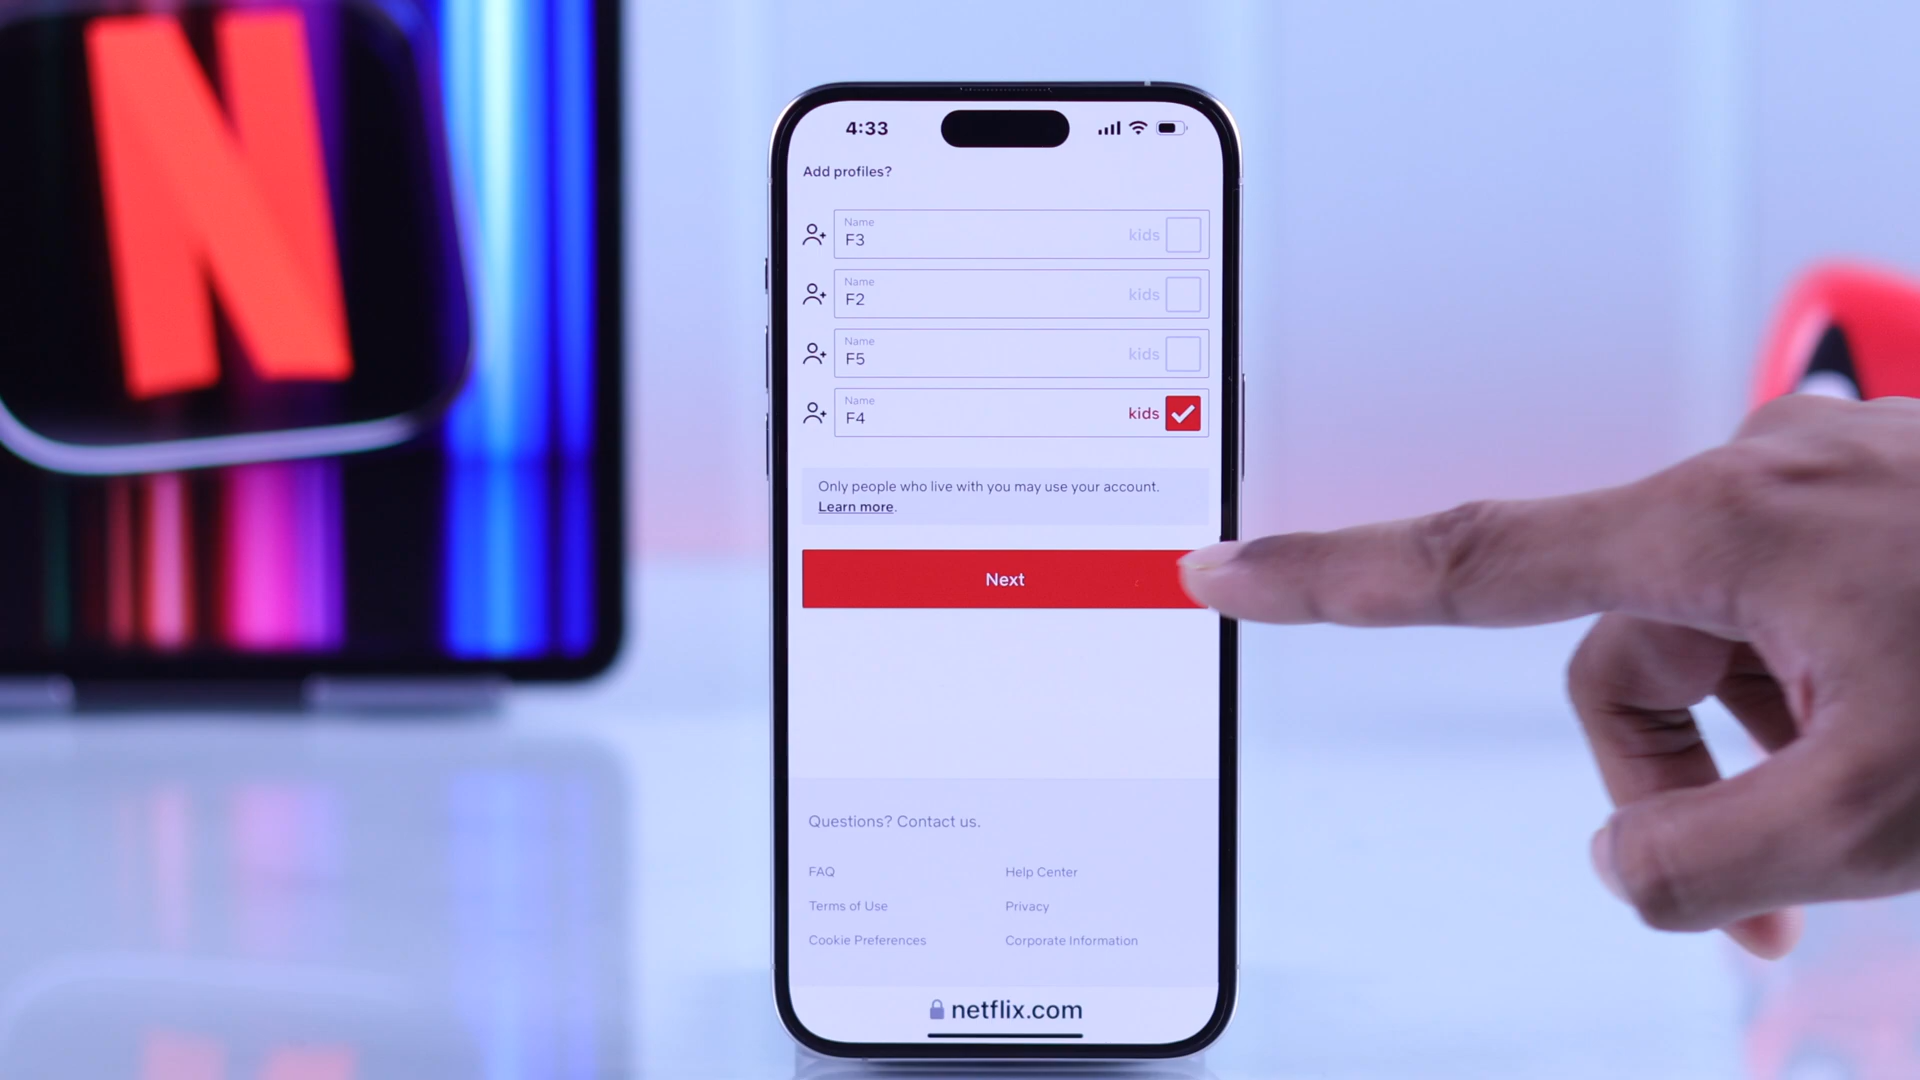 N
4:33
Add profiles?
Name
F3
kids
Name
F2
kids
Name
F5
kids
Name
F4
kids
Only people who live with you may use your account.
Learn more.
Next
Questions? Contact us.
FAQ
Help Center
Terms of Use
Privacy
Cookie Preferences
Corporate Information
netflix.com